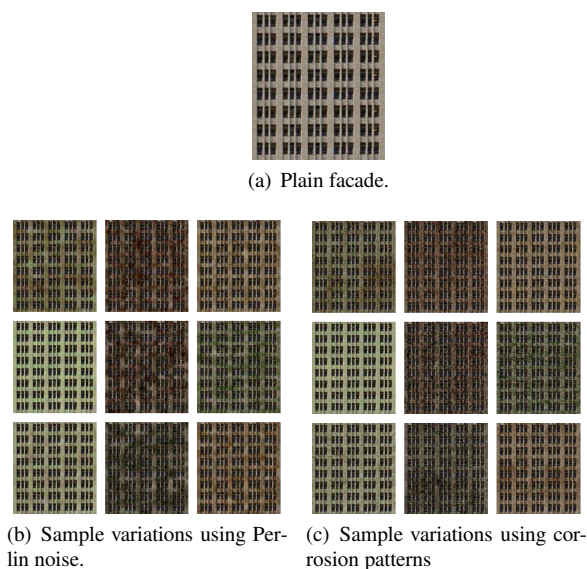 (a) Plain facade.
(b) Sample variations using Per-
lin noise.
(c) Sample variations using cor-
rosion patterns